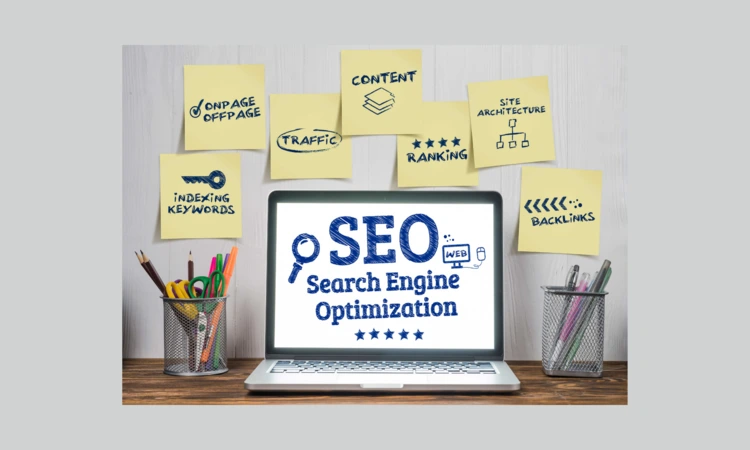 ONPAGE
OFFPAGE
TRAFFIC
CONTENT
RANKING
SITE
ARCHITECTURE
INDEXING
KEYWORDS
BACKLINKS
SEO
WEB
Search Engine
Optimization